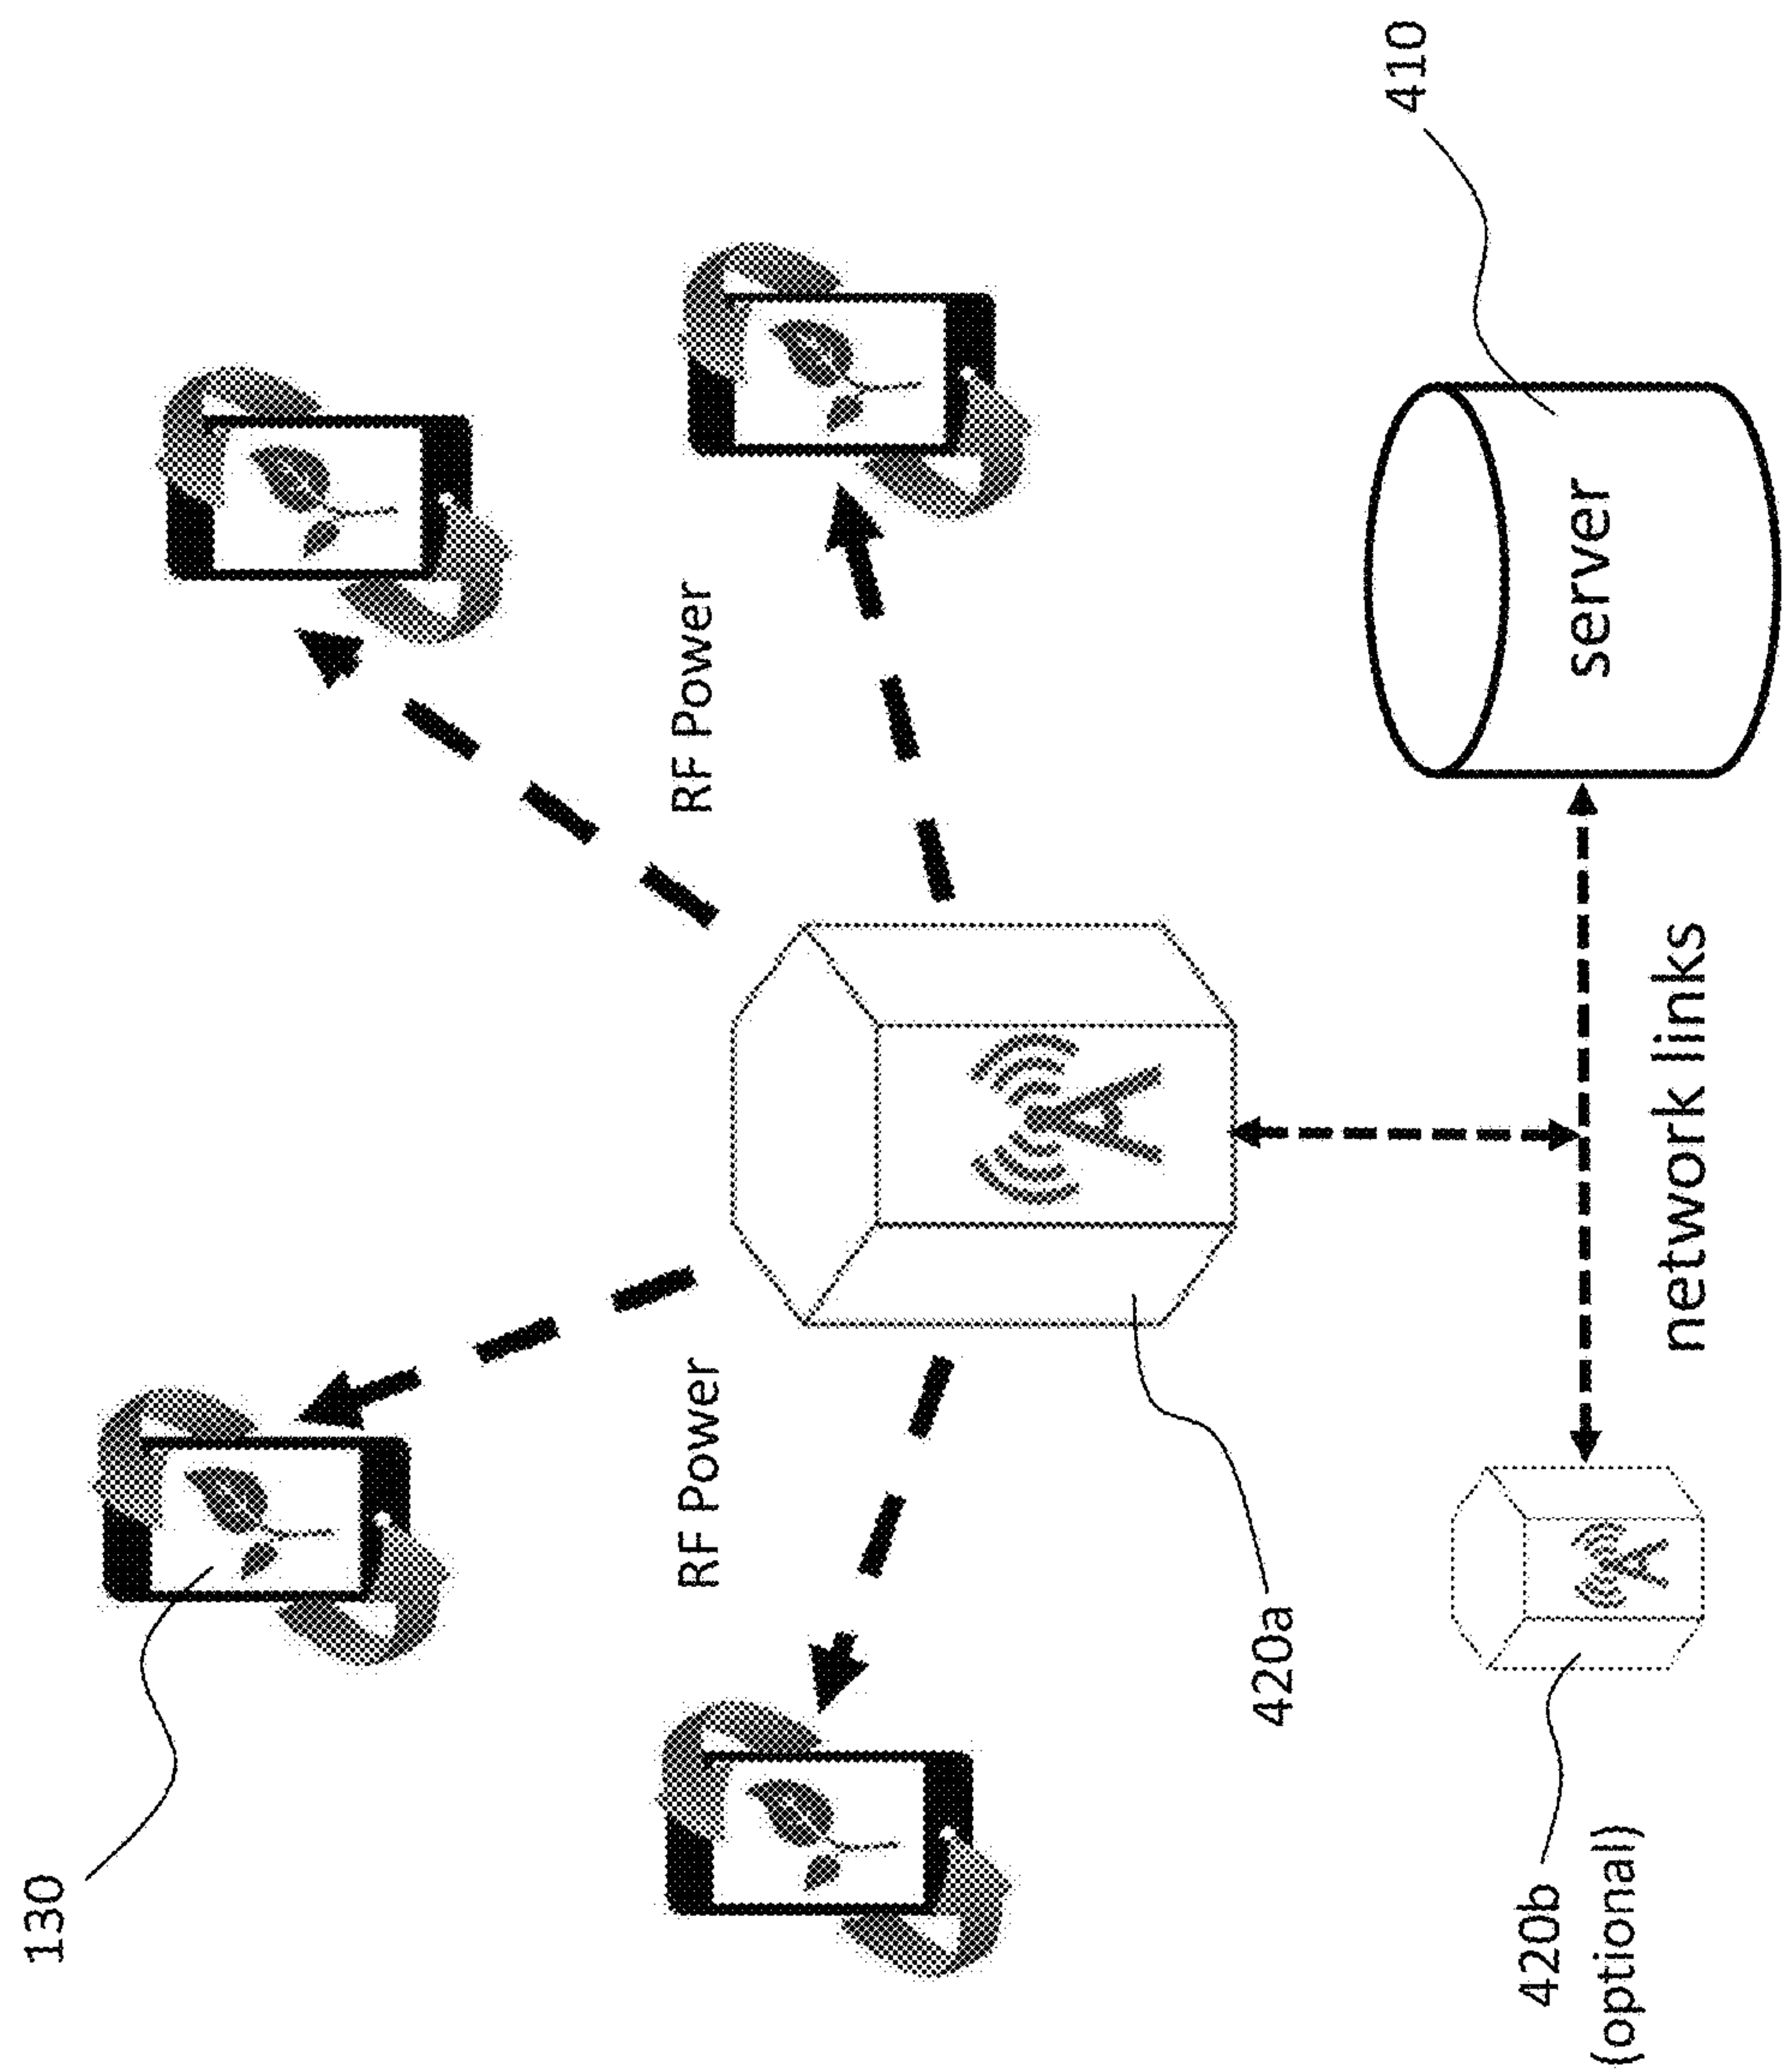 130
RF Power
RF Power
420a
420b
(optional)
network links
server
410